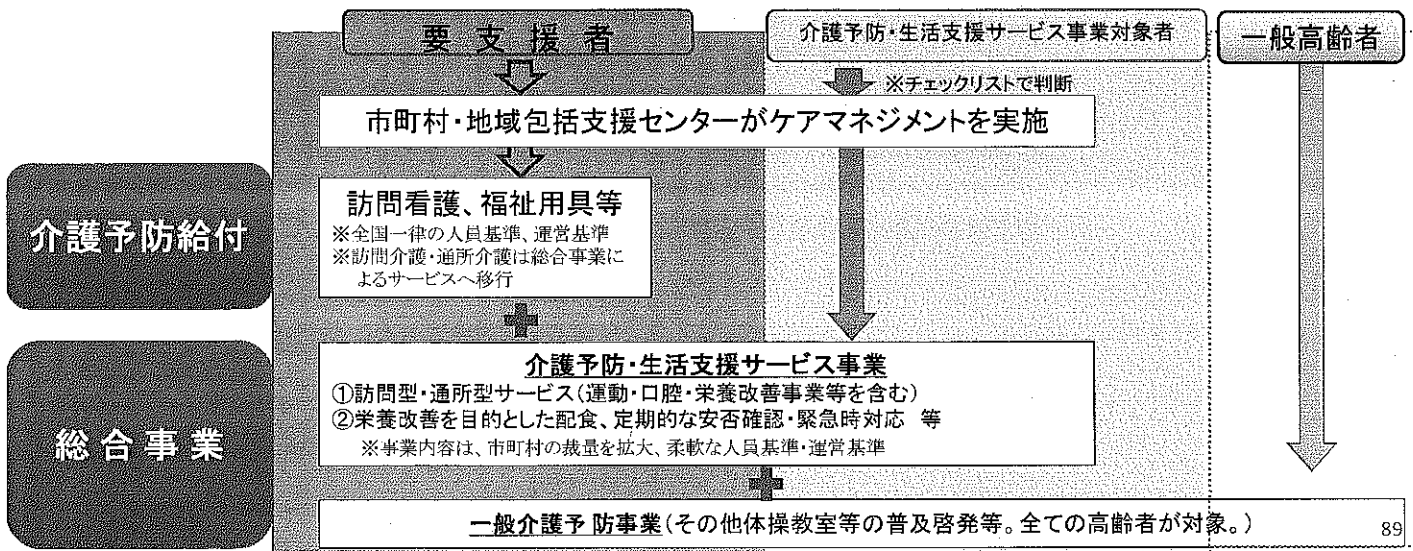 要支援者
介護予防・生活支援サービス事業対象者
一般高齢者
※チェックリストで判断
市町村・地域包括支援センターがケアマネジメントを実施
介護予防給付
訪問看護、福祉用具等
※全国一律の人員基準、運営基準
※訪問介護・通所介護は総合事業に
よるサービスへ移行
総合事業
介護予防・生活支援サービス事業
①訪問型・通所型サービス(運動・口腔・栄養改善事業等を含む)
②栄養改善を目的とした配食、定期的な安否確認・緊急時対応 等
※事業内容は、市町村の裁量を拡大、柔軟な人員基準・運営基準
一般介護予防事業(その他体操教室等の普及啓発等。全ての高齢者が対象。)
89